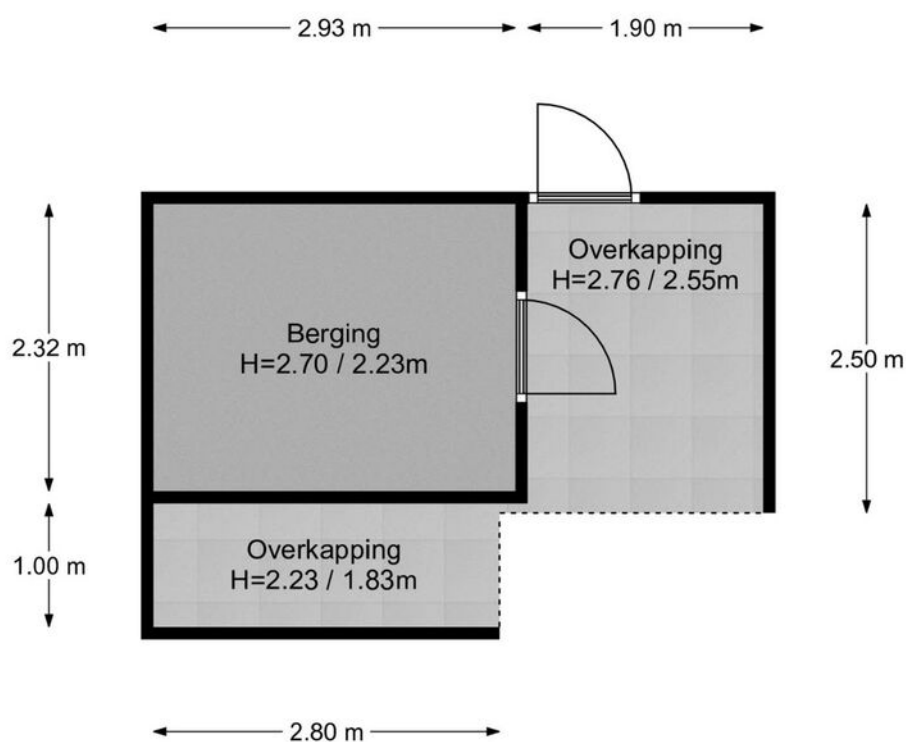 2.93 m
1.90 m
Overkapping
H=2.76 / 2.55m
Berging
H=2.70 / 2.23m
2.32 m
2.50 m
Overkapping
H=2.23 / 1.83m
1.00 m
2.80 m